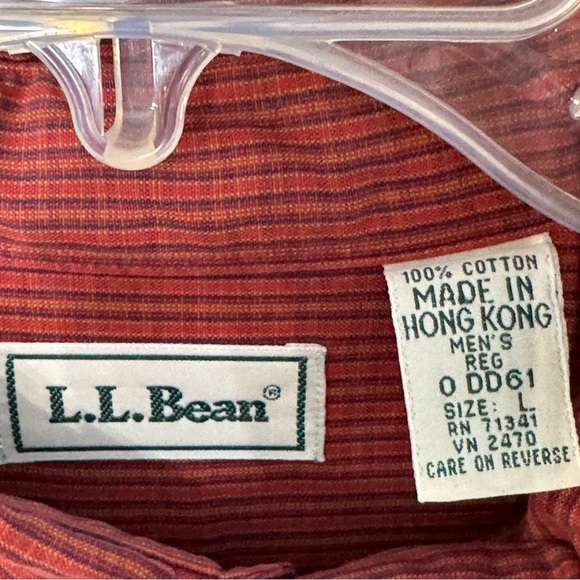 L.L.Bean®
100% COTTON
MADE IN
HONG KONG
MEN'S
REG
0 DD61
SIZE: L
RN 71341
VN 2470
CARE ON REVERSE